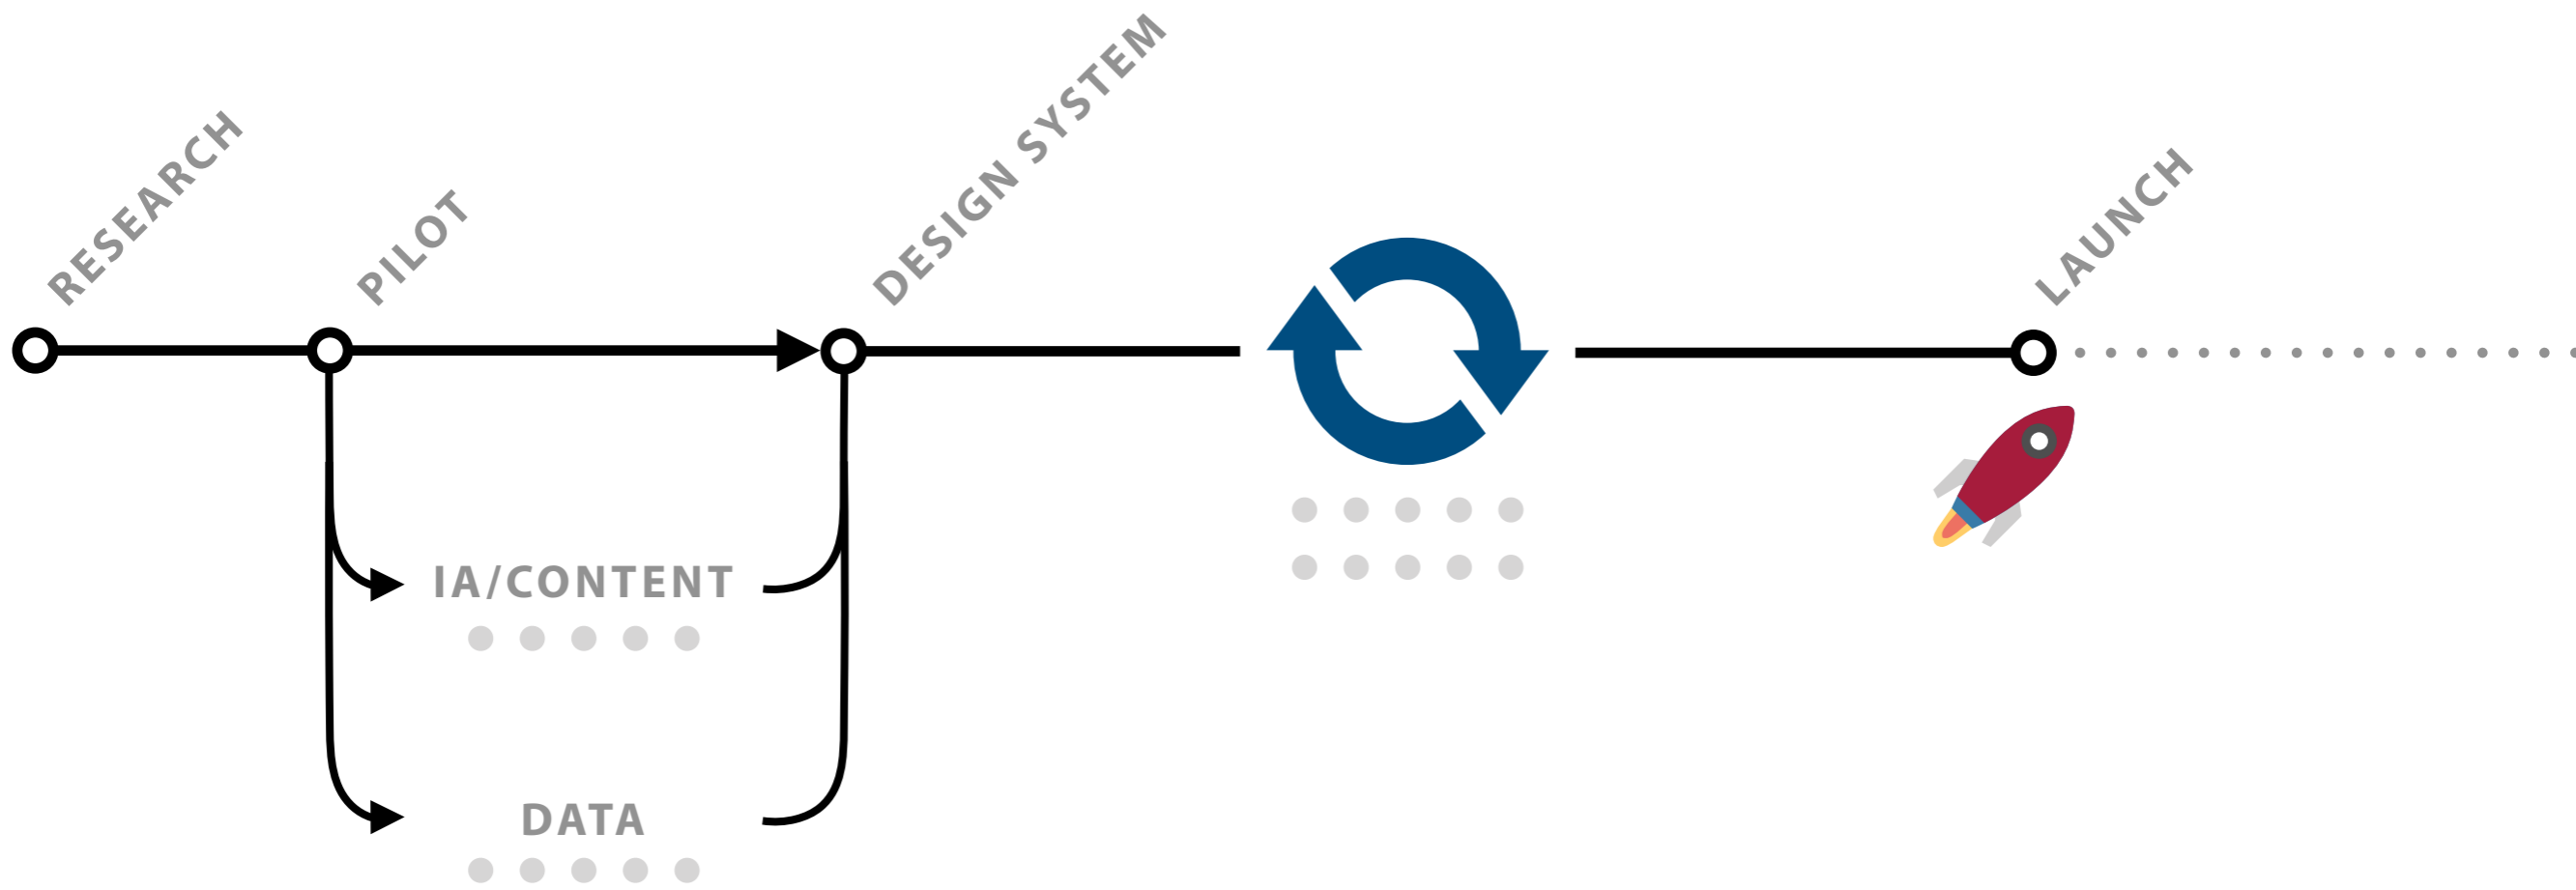 RESEARCH
PILOT
DESIGN SYSTEM
LAUNCH
IA/CONTENT
DATA